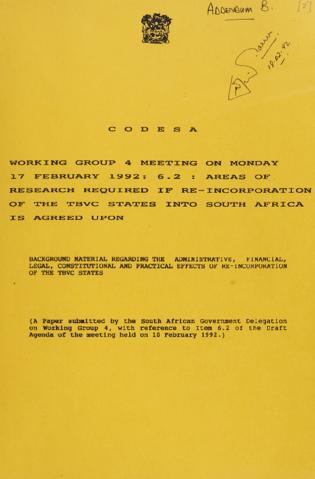 ADDENDUM B.
18.02.92
CODESA
WORKING GROUP 4 MEETING ON MONDAY
17 FEBRUARY 1992: 6.2 : AREAS OF
RESEARCH REQUIRED IF RE-INCORPORATION
OF THE TBVC STATES INTO SOUTH AFRICA
IS AGREED UPON
BACKGROUND MATERIAL REGARDING THE ADMINISTRATIVE, FINANCIAL,
LEGAL, CONSTITUTIONAL AND PRACTICAL EFFECTS OF RE-INCORPORATION
OF THE TBVC STATES
(A Paper submitted by the South African Government Delegation
on Working Group 4, with reference to Item 6.2 of the Draft
Agenda of the meeting held on 10 February 1992.)